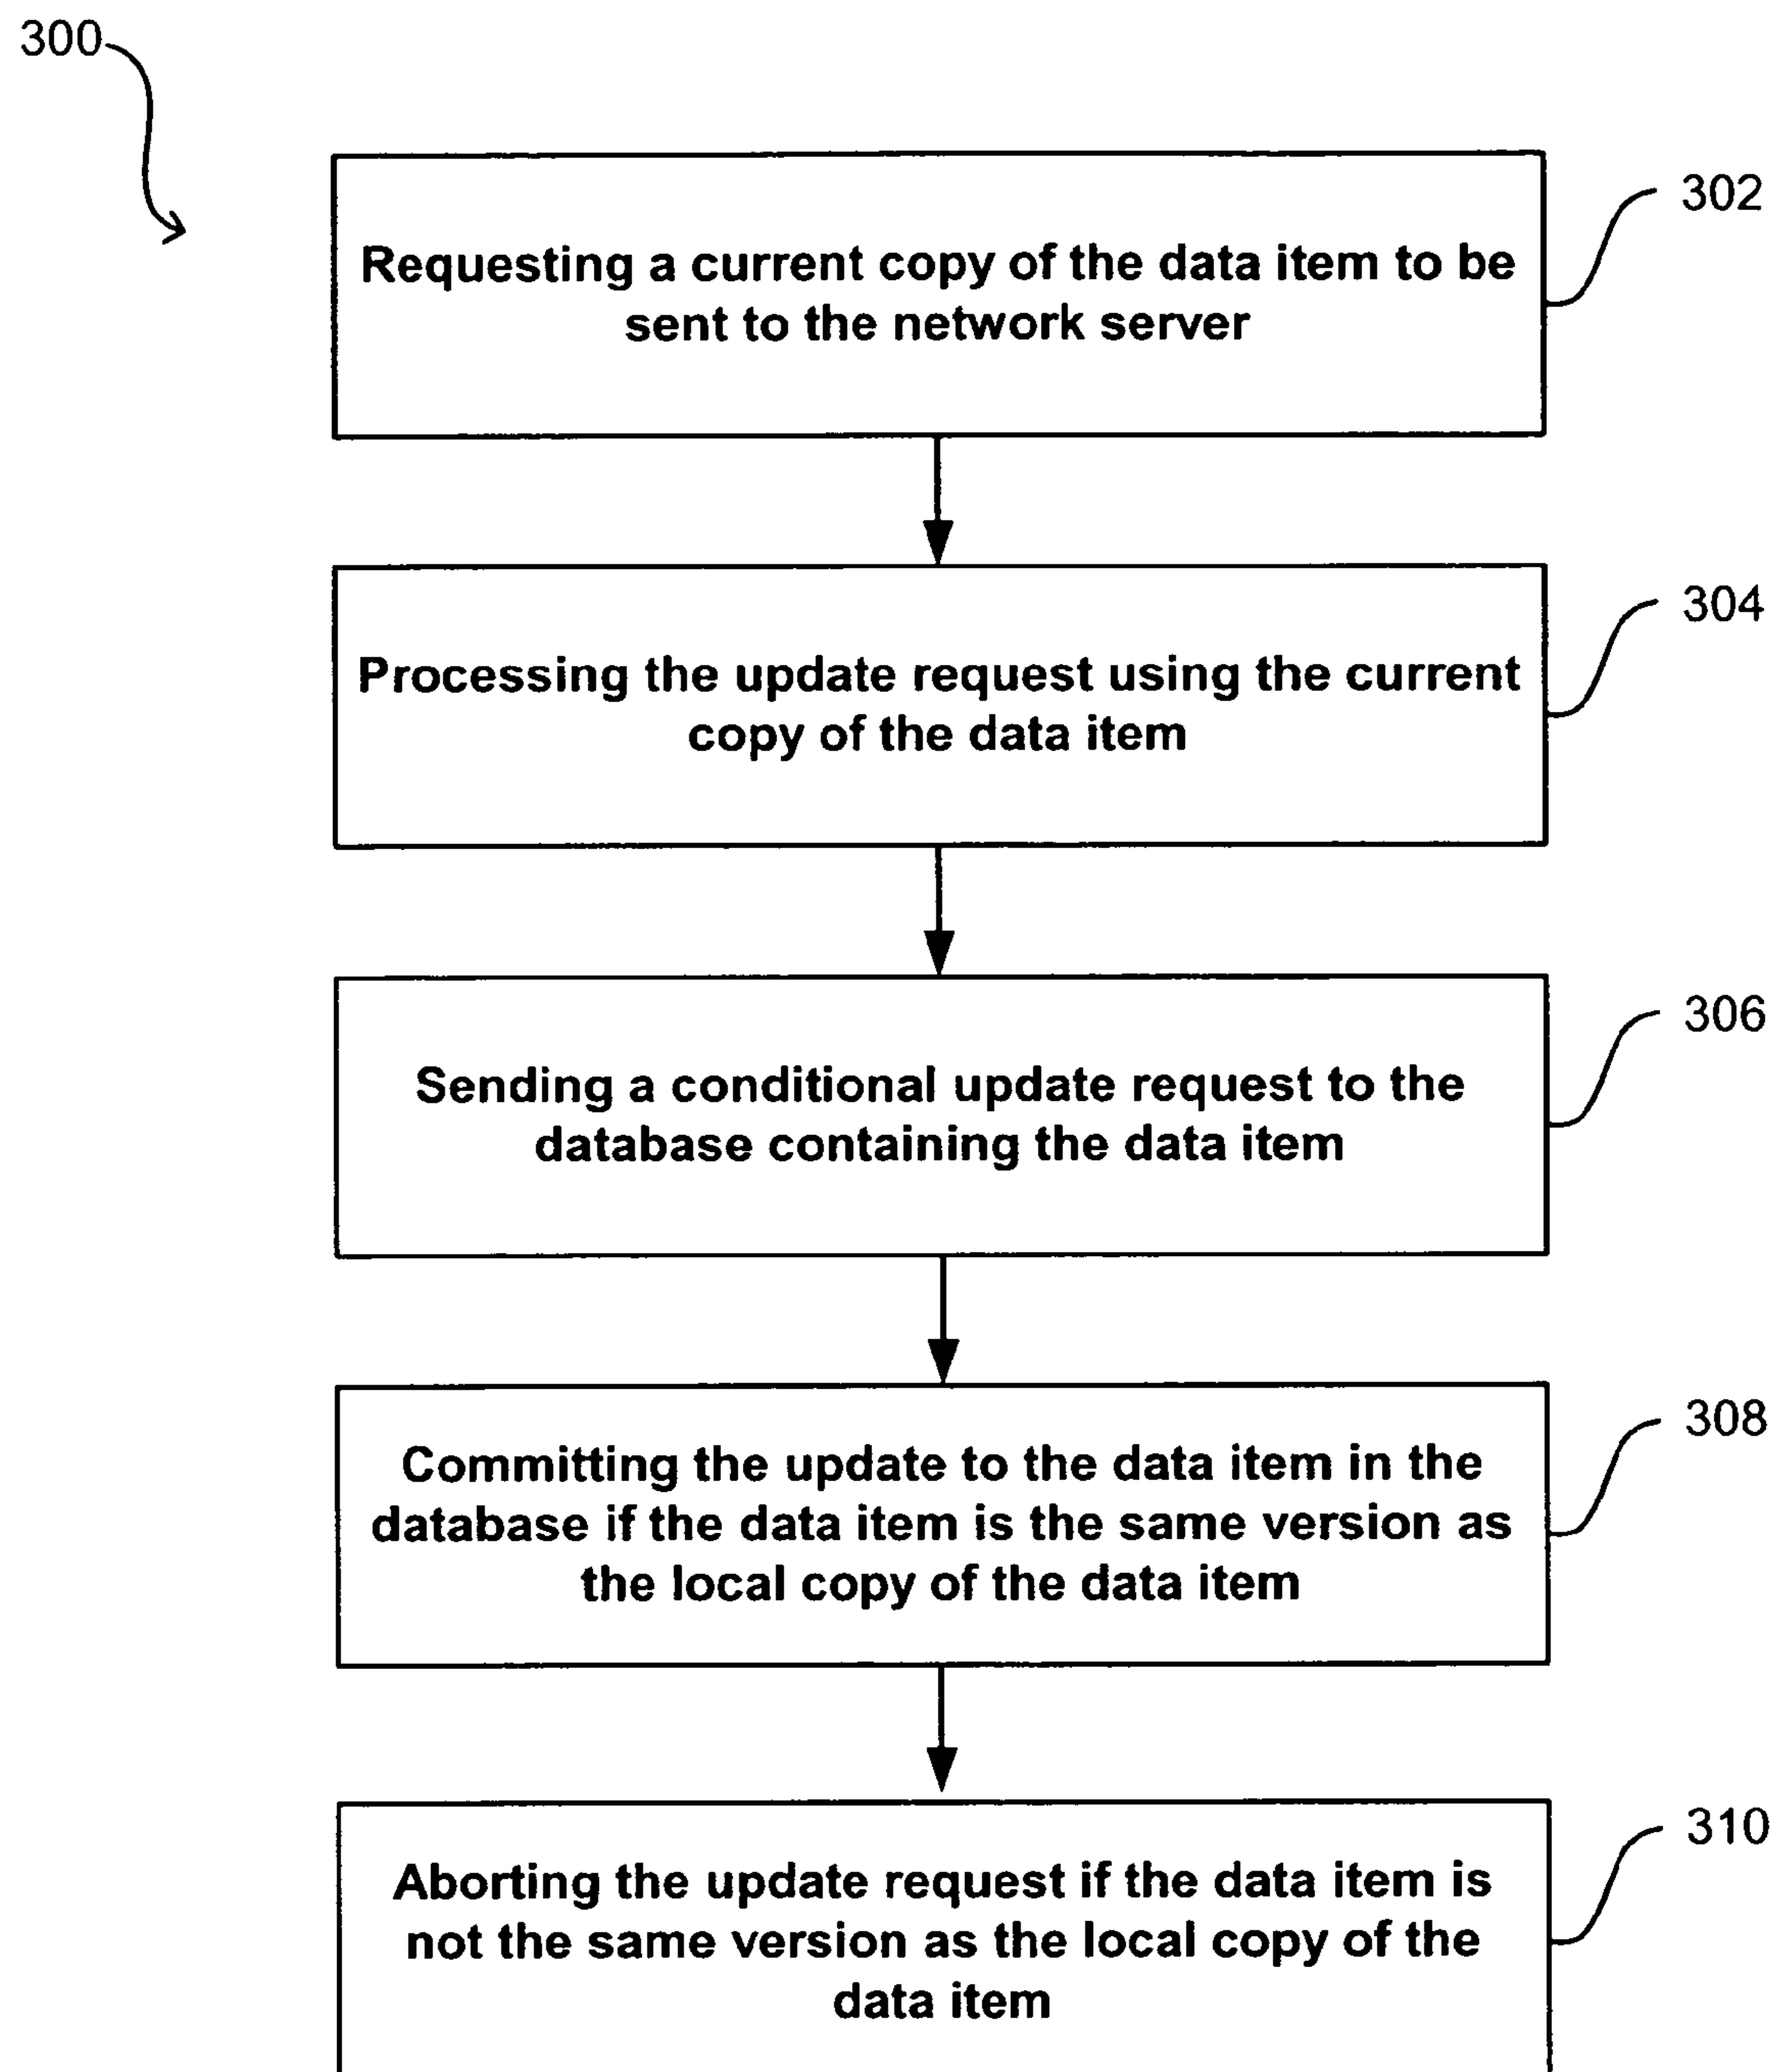 300
302
Requesting a current copy of the data item to be
sent to the network server
304
Processing the update request using the current
copy of the data item
306
Sending a conditional update request to the
database containing the data item
308
Committing the update to the data item in the
database if the data item is the same version as
the local copy of the data item
310
Aborting the update request if the data item is
not the same version as the local copy of the
data item